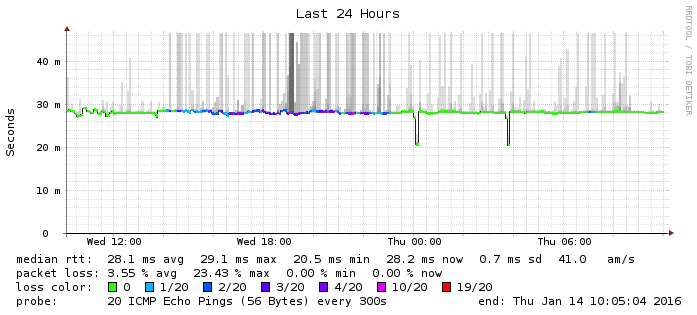 Last 24 Hours
RRDTOOL / TOBI OETIKER
Seconds
40 m
30 m
20 m
10 m
0
Wed 12:00 Wed 18:00 Thu 00:00 Thu 06:00
median rtt: 28.1 ms avg 29.1 ms max 20.5 ms min 28.2 ms now 0.7 ms sd 41.0 am/s
packet loss: 3.55 % avg 23.43 % max 0.00 % min 0.00 % now
loss color: 0 1/20 2/20 3/20 4/20 10/20 19/20
probe: 20 ICMP Echo Pings (56 Bytes) every 300s end: Thu Jan 14 10:05:04 2016